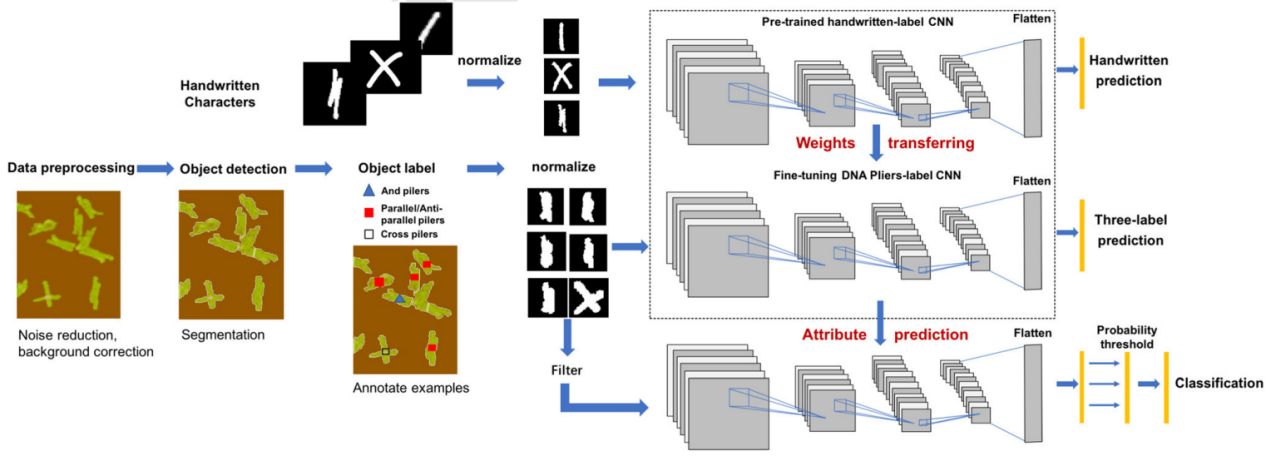 Pre-trained handwritten-label CNN
Flatten
Handwritten
Characters
normalize
Handwritten
prediction
Weights transferring
Data preprocessing
Object detection
Object label
normalize
And pilers
Parallel/Anti-
parallel pilers
Cross pilers
Fine-tuning DNA Pliers-label CNN
Flatten
Three-label
prediction
Noise reduction,
background correction
Segmentation
Annotate examples
Attribute prediction
Filter
Flatten
Probability
threshold
Classification